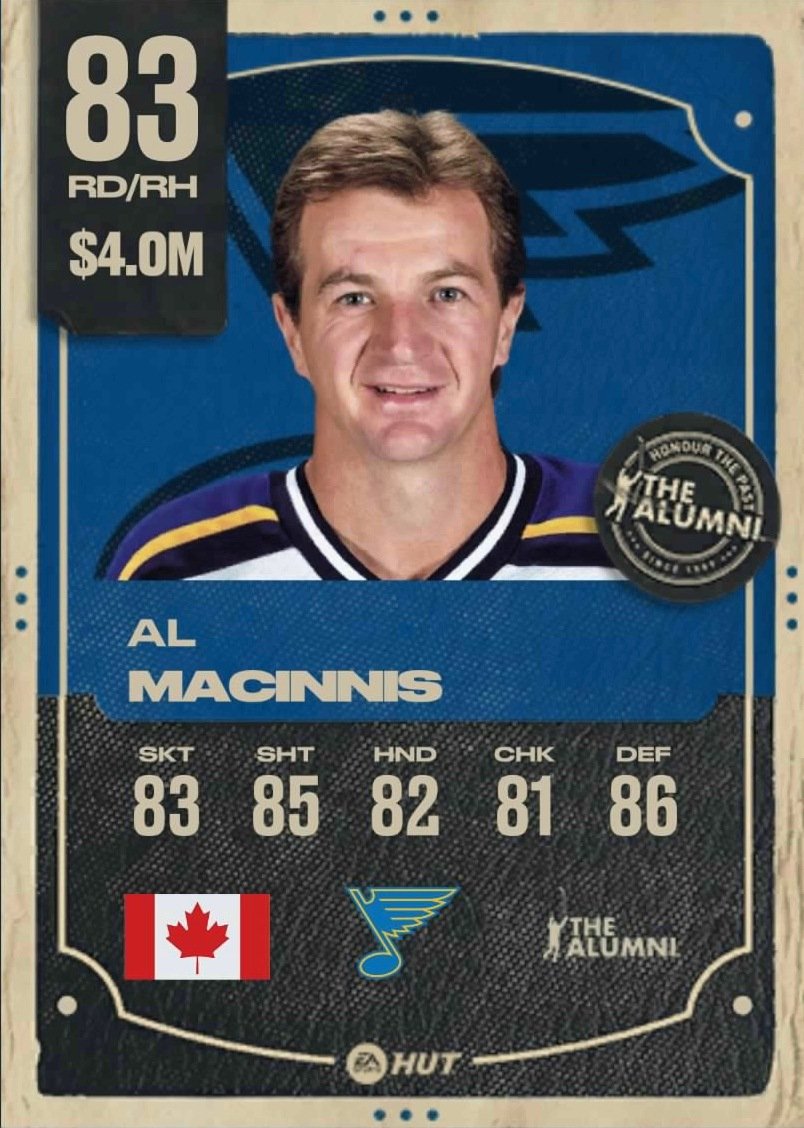 83
RD/RH
$4.0M
HONOUR THE PAST
THE
ALUMNI
AL
MACINNIS
SKT SHT HND CHK DEF
83 85 82 81 86
THE
ALUMNI
EA
HUT